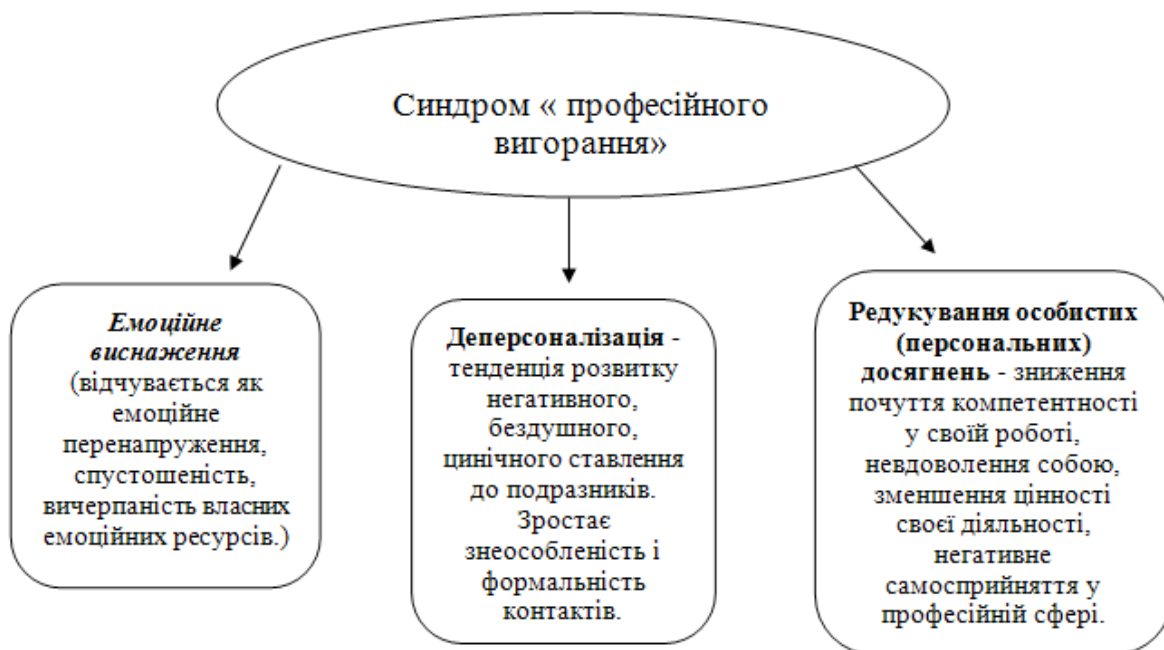 Синдром « професійного
вигорання»
Емоційне
виснаження
(відчувається як
емоційне
перенапруження,
спустошеність,
вичерпаність власних
емоційних ресурсів.)
Деперсоналізація -
тенденція розвитку
негативного,
бездушного,
цинічного ставлення
до подразників.
Зростає
знеособленість і
формальність
контактів.
Редукування особистих
(персональних)
досягнень - зниження
почуття компетентності
у своїй роботі,
невдоволення собою,
зменшення цінності
своєї діяльності,
негативне
самосприйняття у
професійній сфері.